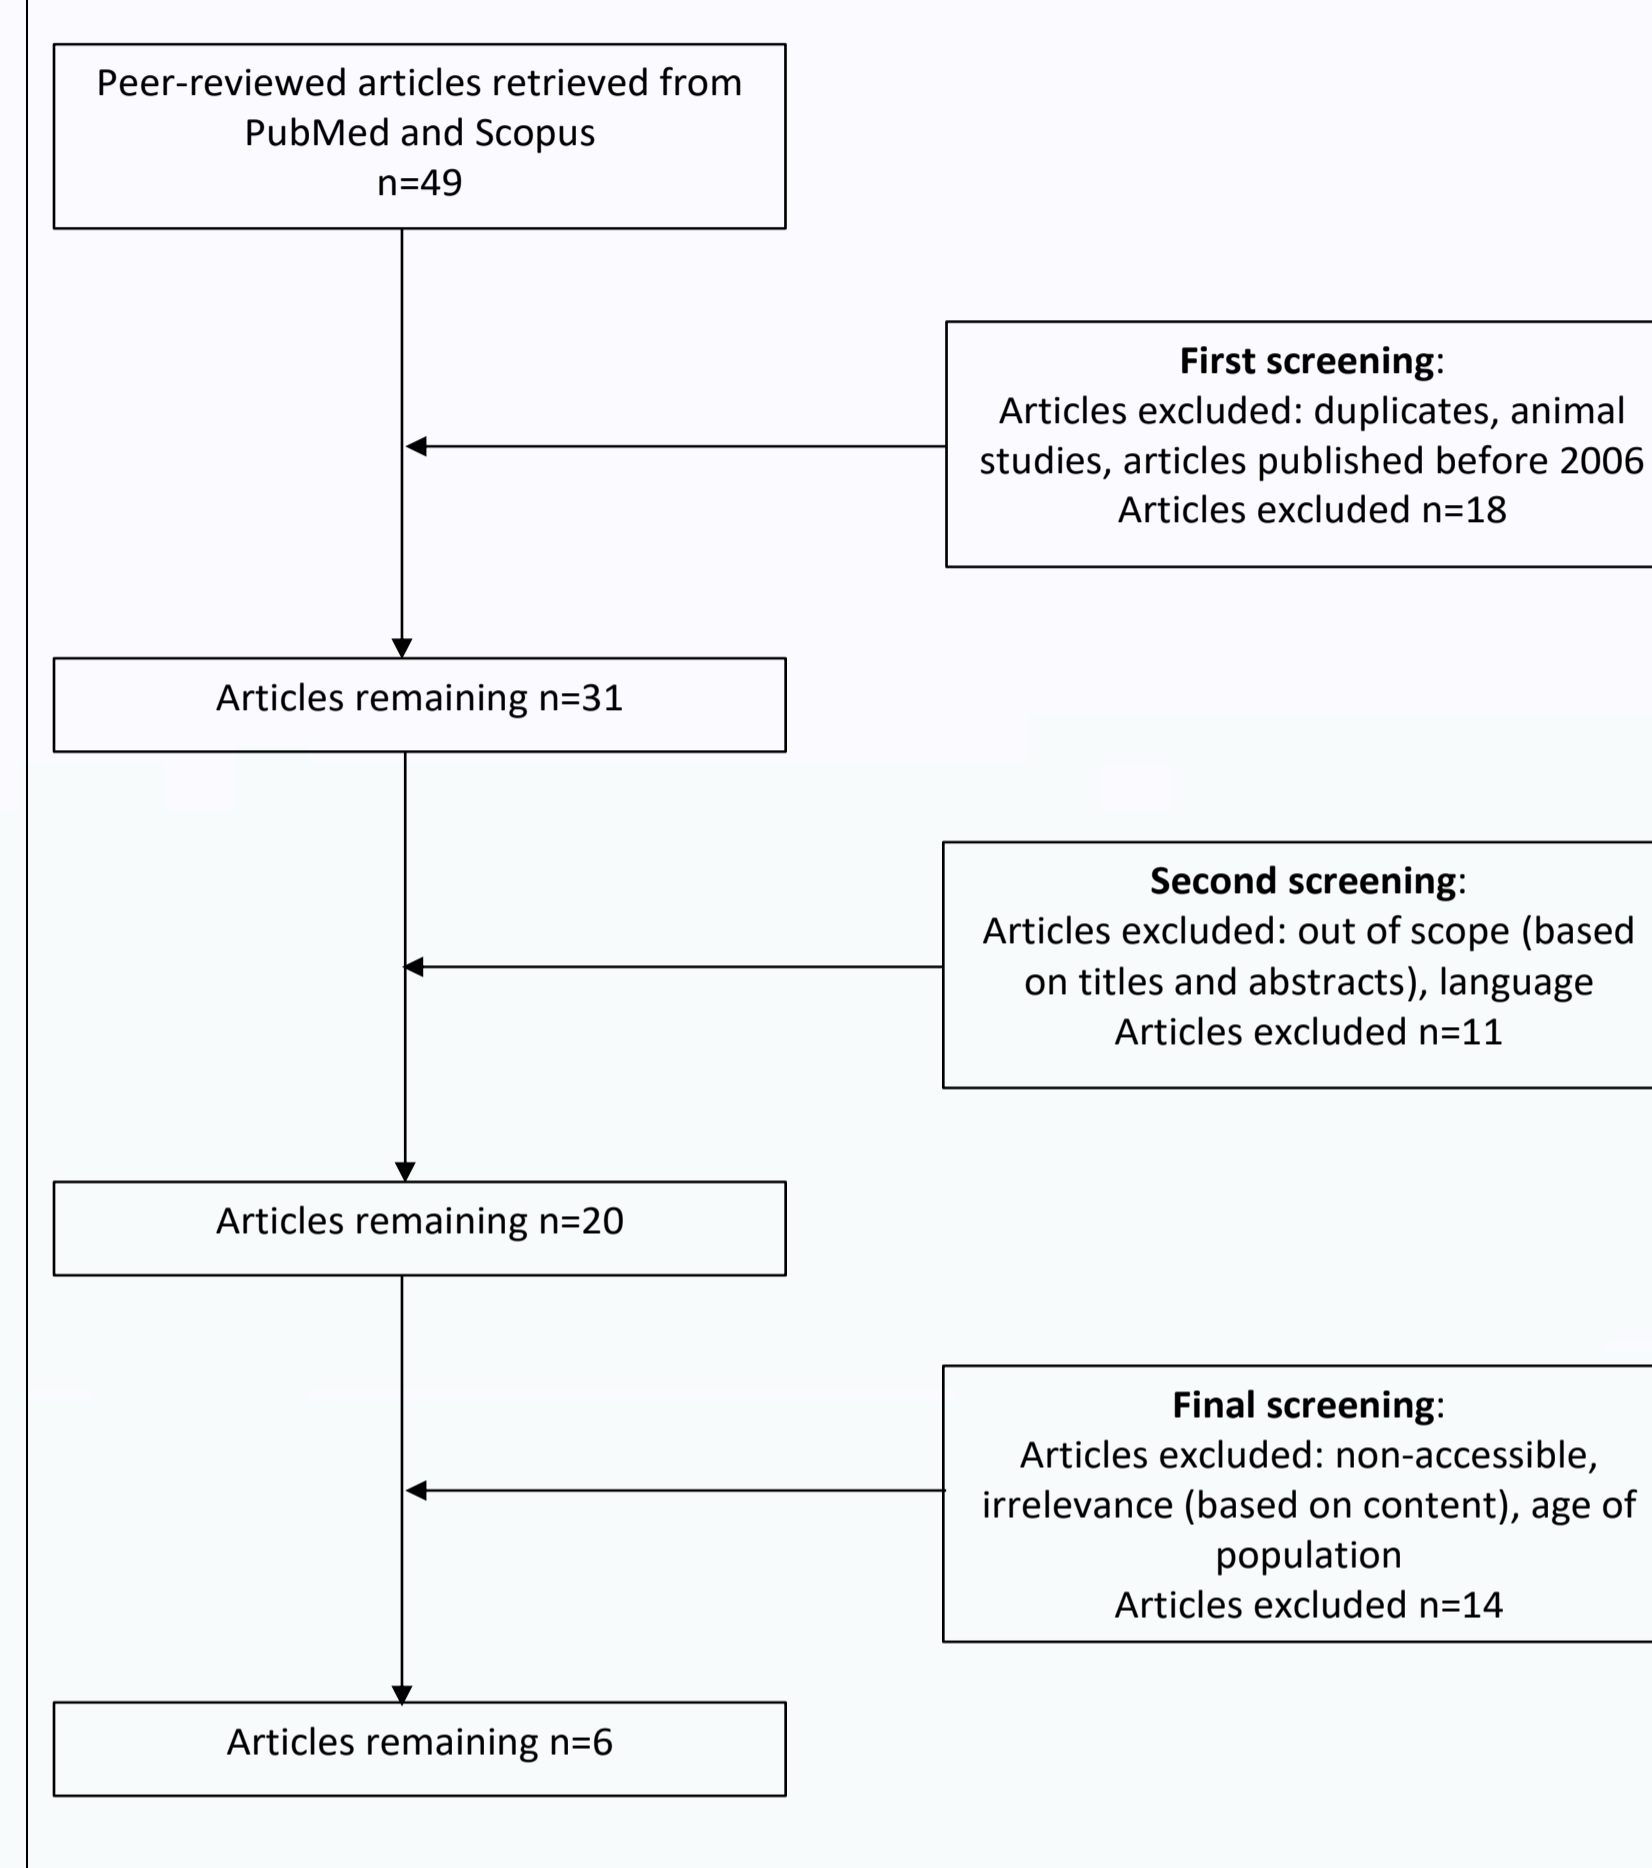 Peer-reviewed articles retrieved from
PubMed and Scopus
n=49
First screening:
Articles excluded: duplicates, animal
studies, articles published before 2006
Articles excluded n=18
Articles remaining n=31
Second screening:
Articles excluded: out of scope (based
on titles and abstracts), language
Articles excluded n=11
Articles remaining n=20
Final screening:
Articles excluded: non-accessible,
irrelevance (based on content), age of
population
Articles excluded n=14
Articles remaining n=6